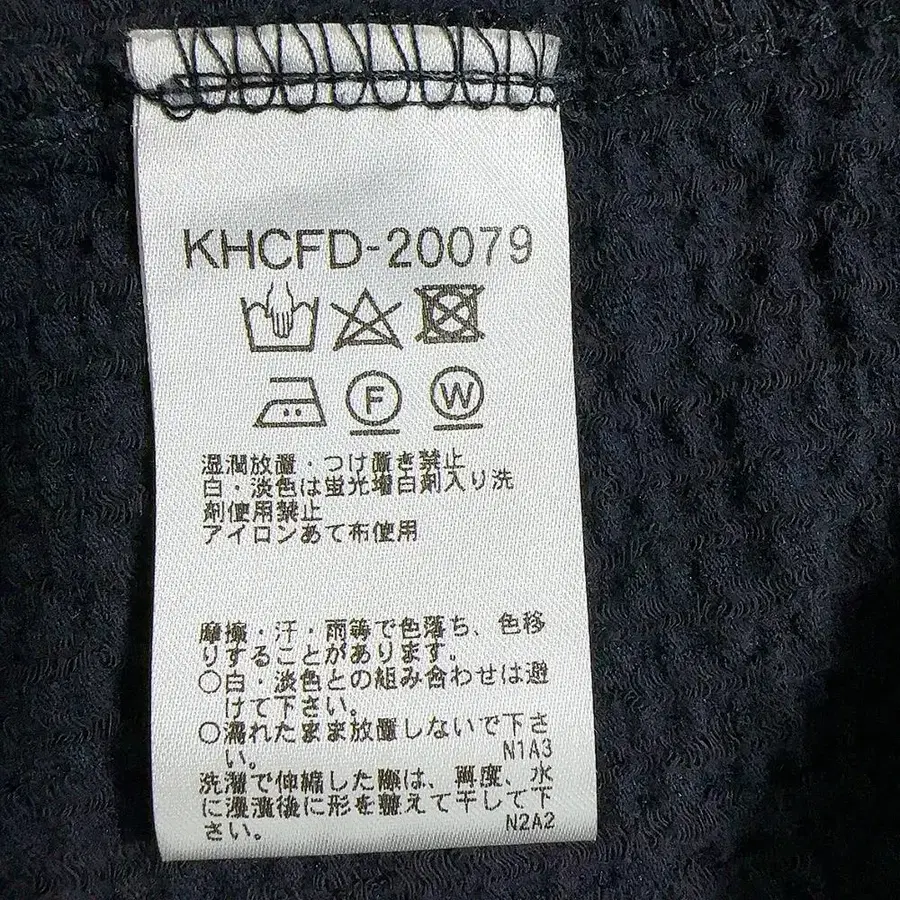 KHCFD-20079
F
W
湿潤放置・つけ置き禁止
白・淡色は蛍光増白剤入り洗
剤使用禁止
アイロンあて布使用
摩擦・汗・雨等で色落ち、色移
りすることがあります。
○白・淡色との組み合わせは避
けて下さい。
○濡れたまま放置しないで下さ
い。
N1A3
洗濯で伸縮した際は、再度、水
に浸漬後に形を整えて干して下
さい。
N2A2